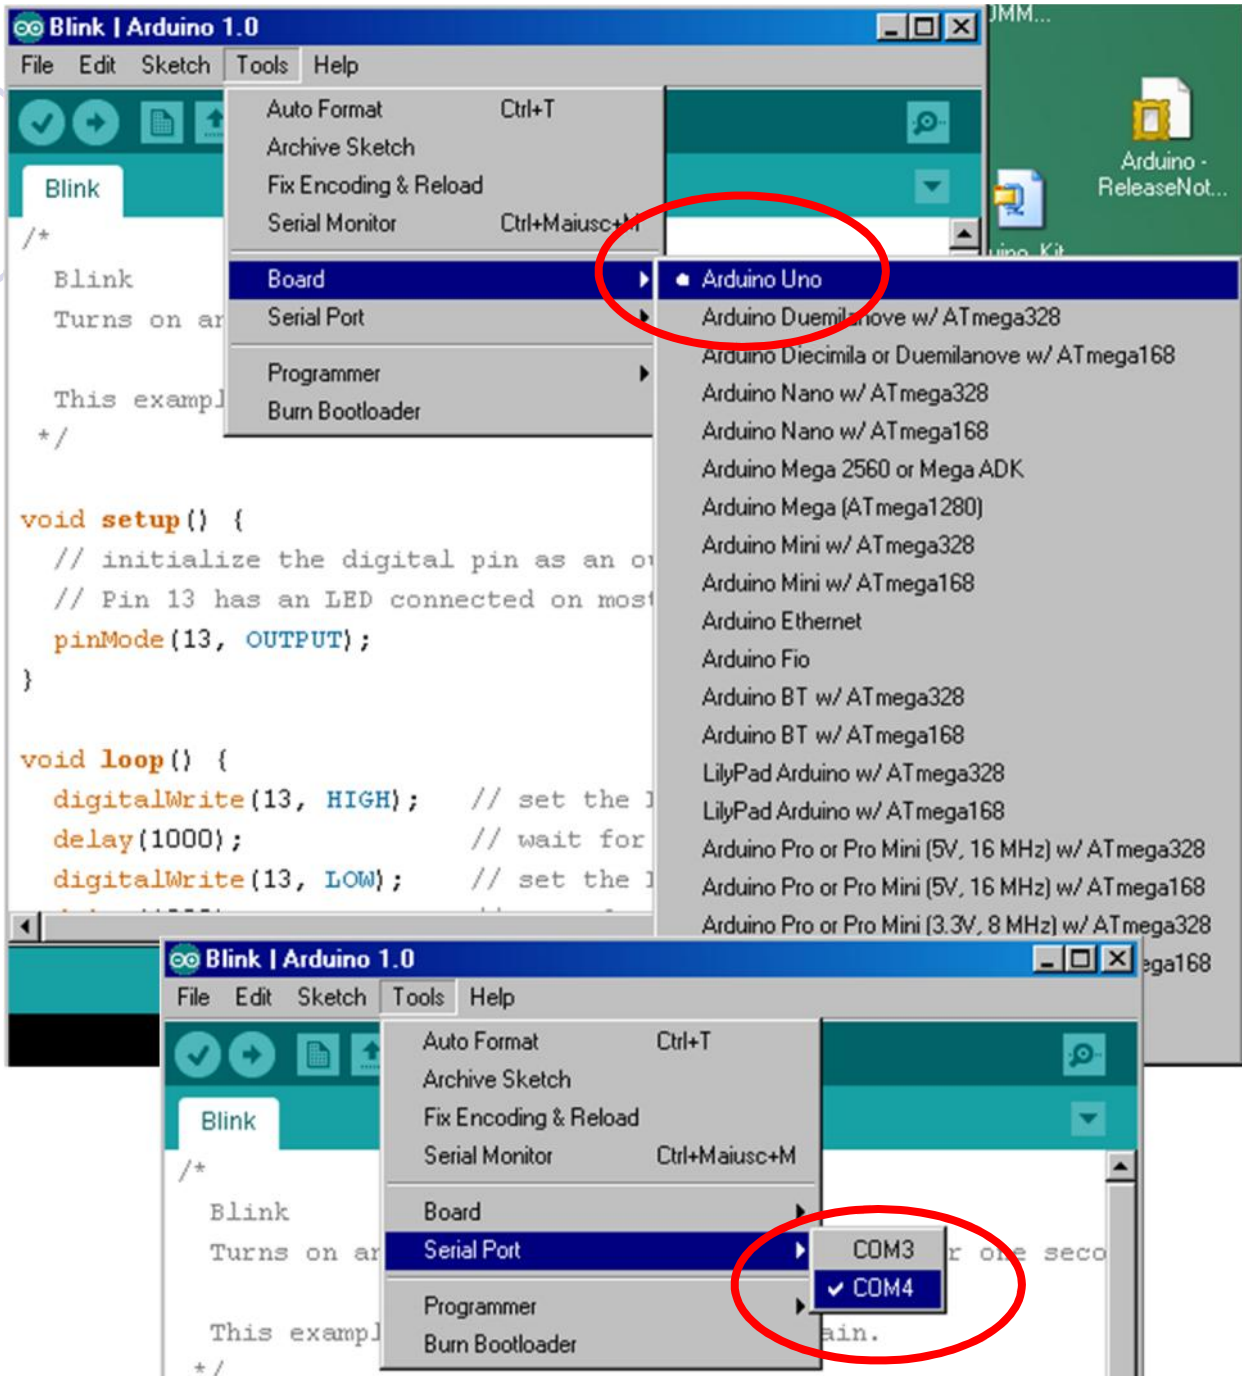 Blink | Arduino 1.0
JMM...
File Edit Sketch Tools Help
Auto Format Ctrl+T
Archive Sketch
Fix Encoding & Reload
Serial Monitor Ctrl+Maiusc+M
Board
Serial Port
Programmer
Burn Bootloader
Arduino -
ReleaseNot...
Kit
Blink
/*
Blink
Turns on
This
*/
Arduino Uno
Arduino Duemilanove w/ ATmega328
Arduino Diecimila or Duemilanove w/ ATmega168
Arduino Nano w/ ATmega328
Arduino Nano w/ ATmega168
Arduino Mega 2560 or Mega ADK
Arduino Mega (ATmega1280)
Arduino Mini w/ ATmega328
Arduino Mini w/ ATmega168
Arduino Ethernet
Arduino Fio
Arduino BT w/ ATmega328
Arduino BT w/ ATmega168
LilyPad Arduino w/ ATmega328
LilyPad Arduino w/ ATmega168
Arduino Pro or Pro Mini (5V, 16 MHz) w/ ATmega328
Arduino Pro or Pro Mini (5V, 16 MHz) w/ ATmega168
Arduino Pro or Pro Mini (3.3V, 8 MHz) w/ ATmega328
ega168
void setup() {
// initialize the digital pin as an
// Pin 13 has an LED connected on most
pinMode(13, OUTPUT);
}
void loop() {
digitalWrite(13, HIGH); // set the
delay(1000); // wait for
digitalWrite(13, LOW); // set the
Blink | Arduino 1.0
File Edit Sketch Tools Help
Auto Format Ctrl+T
Archive Sketch
Fix Encoding & Reload
Serial Monitor Ctrl+Maiusc+M
Board
Serial Port
Programmer
Burn Bootloader
COM3
COM4
Blink
/*
Blink
Turns on one seco
This ain.
*/